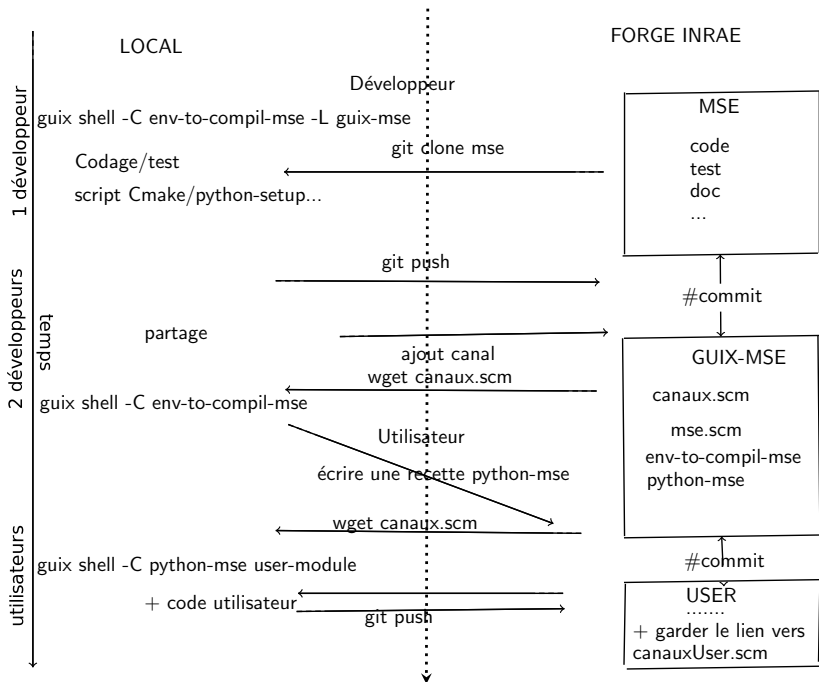 LOCAL
FORGE INRAE
Développeur
guix shell -C env-to-compil-mse -L guix-mse
git clone mse
Codage/test
script Cmake/python-setup...
MSE
code
test
doc
...
1 développeur
git push
#commit
partage
ajout canal
wget canaux.scm
guix shell -C env-to-compil-mse
2 développeurs
temps
GUIX-MSE
canaux.scm
mse.scm
env-to-compil-mse
python-mse
Utilisateur
écrire une recette python-mse
wget canaux.scm
guix shell -C python-mse user-module
#commit
utilisateurs
+ code utilisateur
git push
USER
.......
+ garder le lien vers
canauxUser.scm